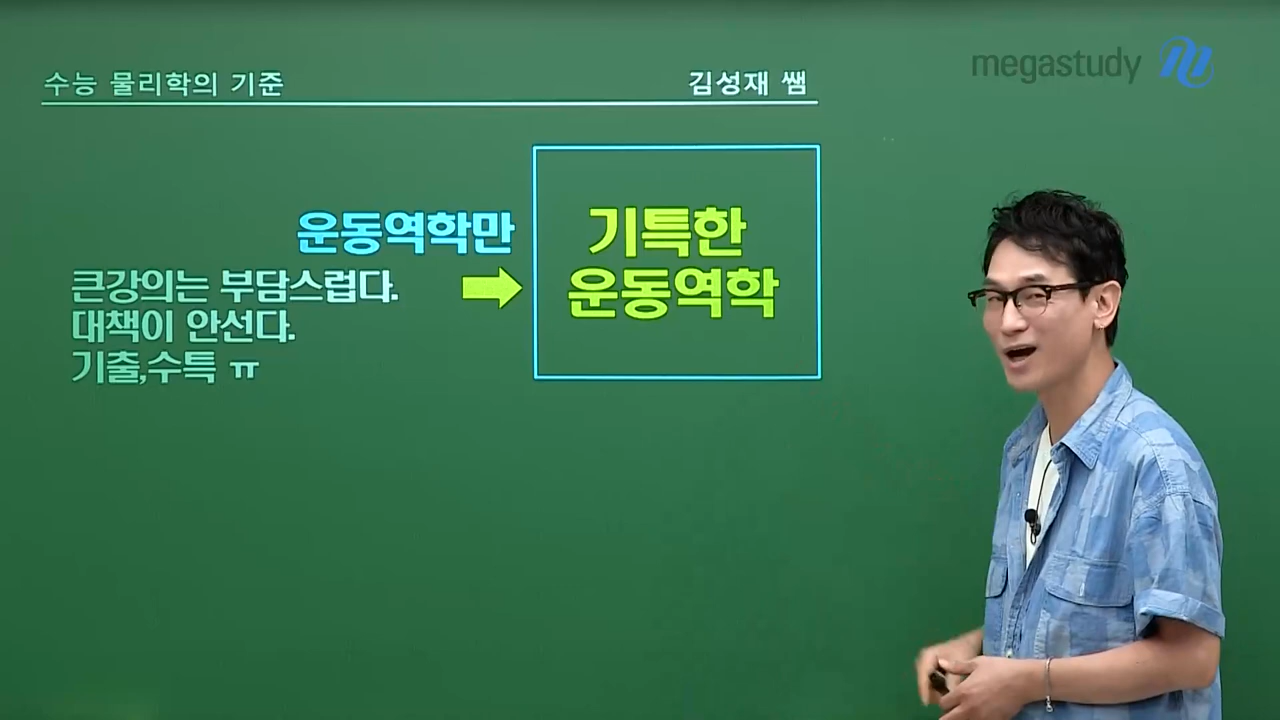 수능 물리학의 기준
김성재 쌤
megastudy
운동역학만
큰강의는 부담스럽다.
대책이 안선다.
기출,수특 ㅠ
기특한
운동역학